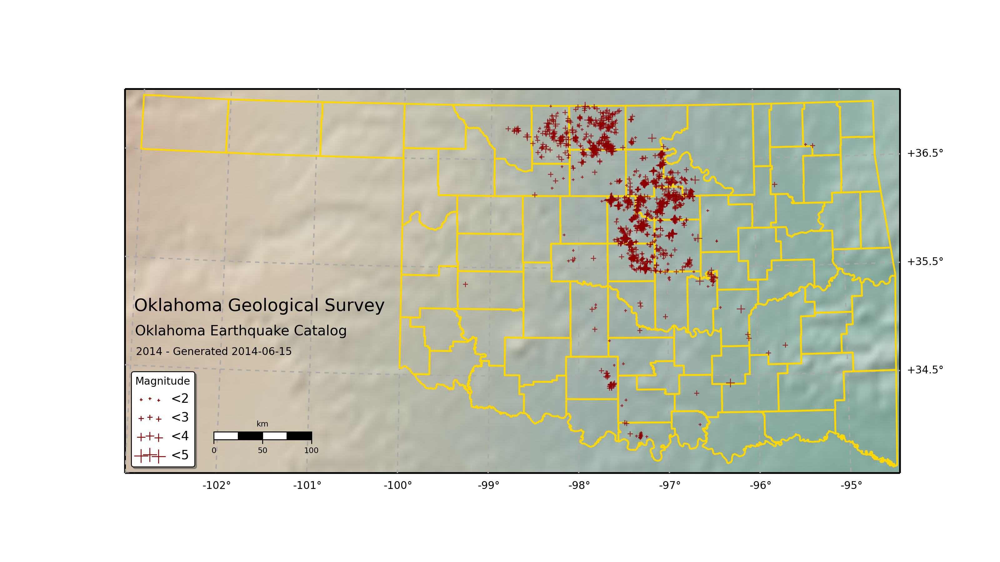 +36.5°
+35.5°
Oklahoma Geological Survey
Oklahoma Earthquake Catalog
2014 - Generated 2014-06-15
+34.5°
Magnitude
<2
<3
<4
<5
km
0 50 100
-102° -101° -100° -99° -98° -97° -96° -95°